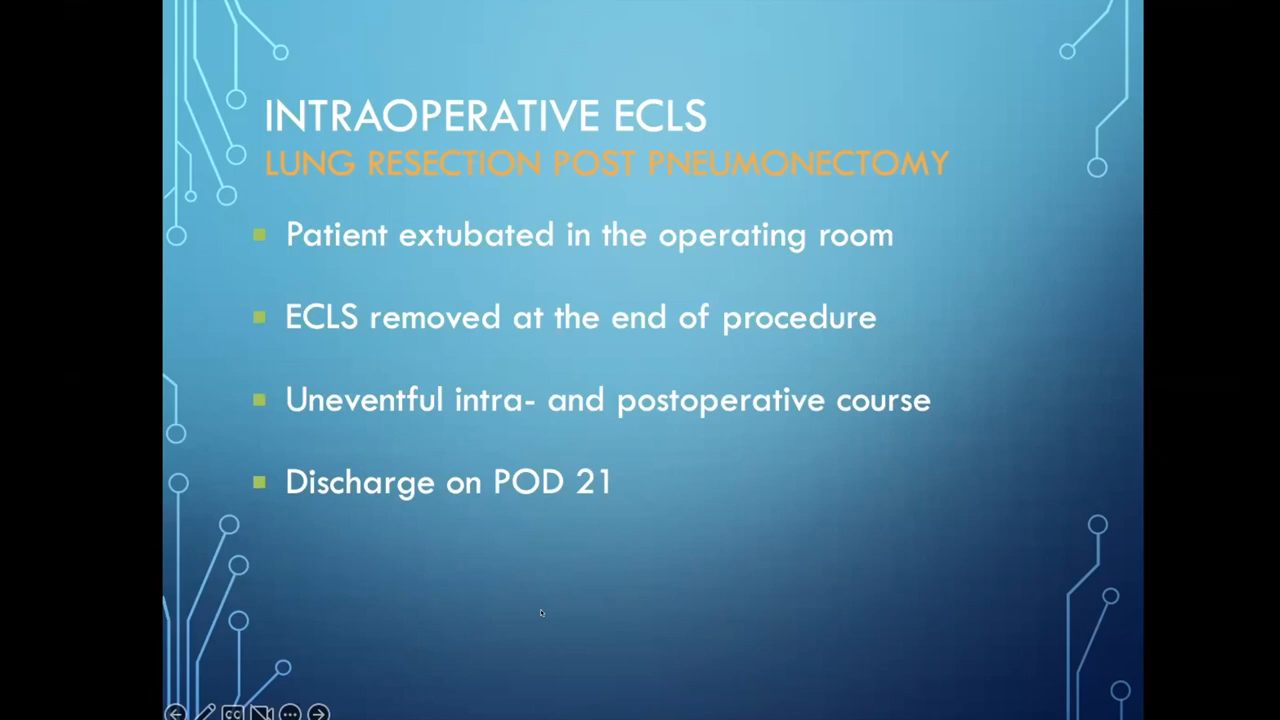 INTRAOPERATIVE ECLS
LUNG RESECTION POST PNEUMONECTOMY
Patient extubated in the operating room
ECLS removed at the end of procedure
Uneventful intra- and postoperative course
Discharge on POD 21
CC